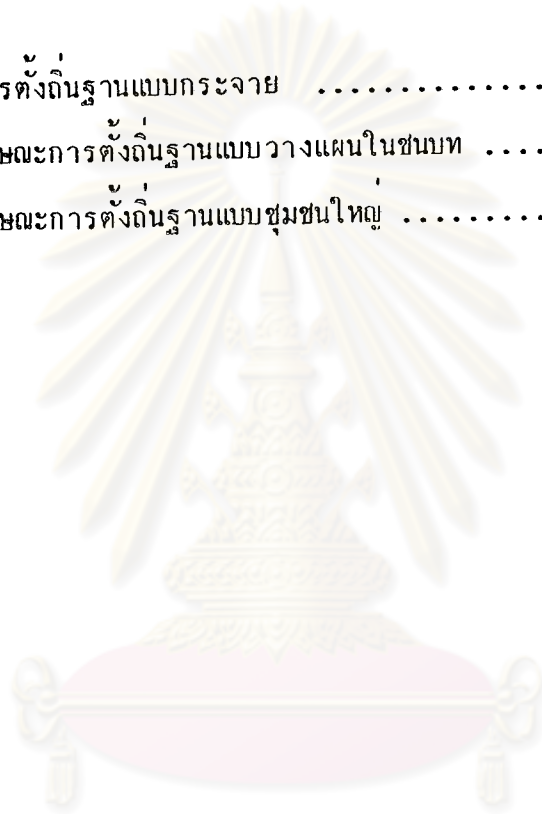 รตั้งถิ่นฐานแบบกระจาย ..............
ษณะการตั้งถิ่นฐานแบบวางแผนในชนบท ....
ษณะการตั้งถิ่นฐานแบบชุมชนใหญ่ .........